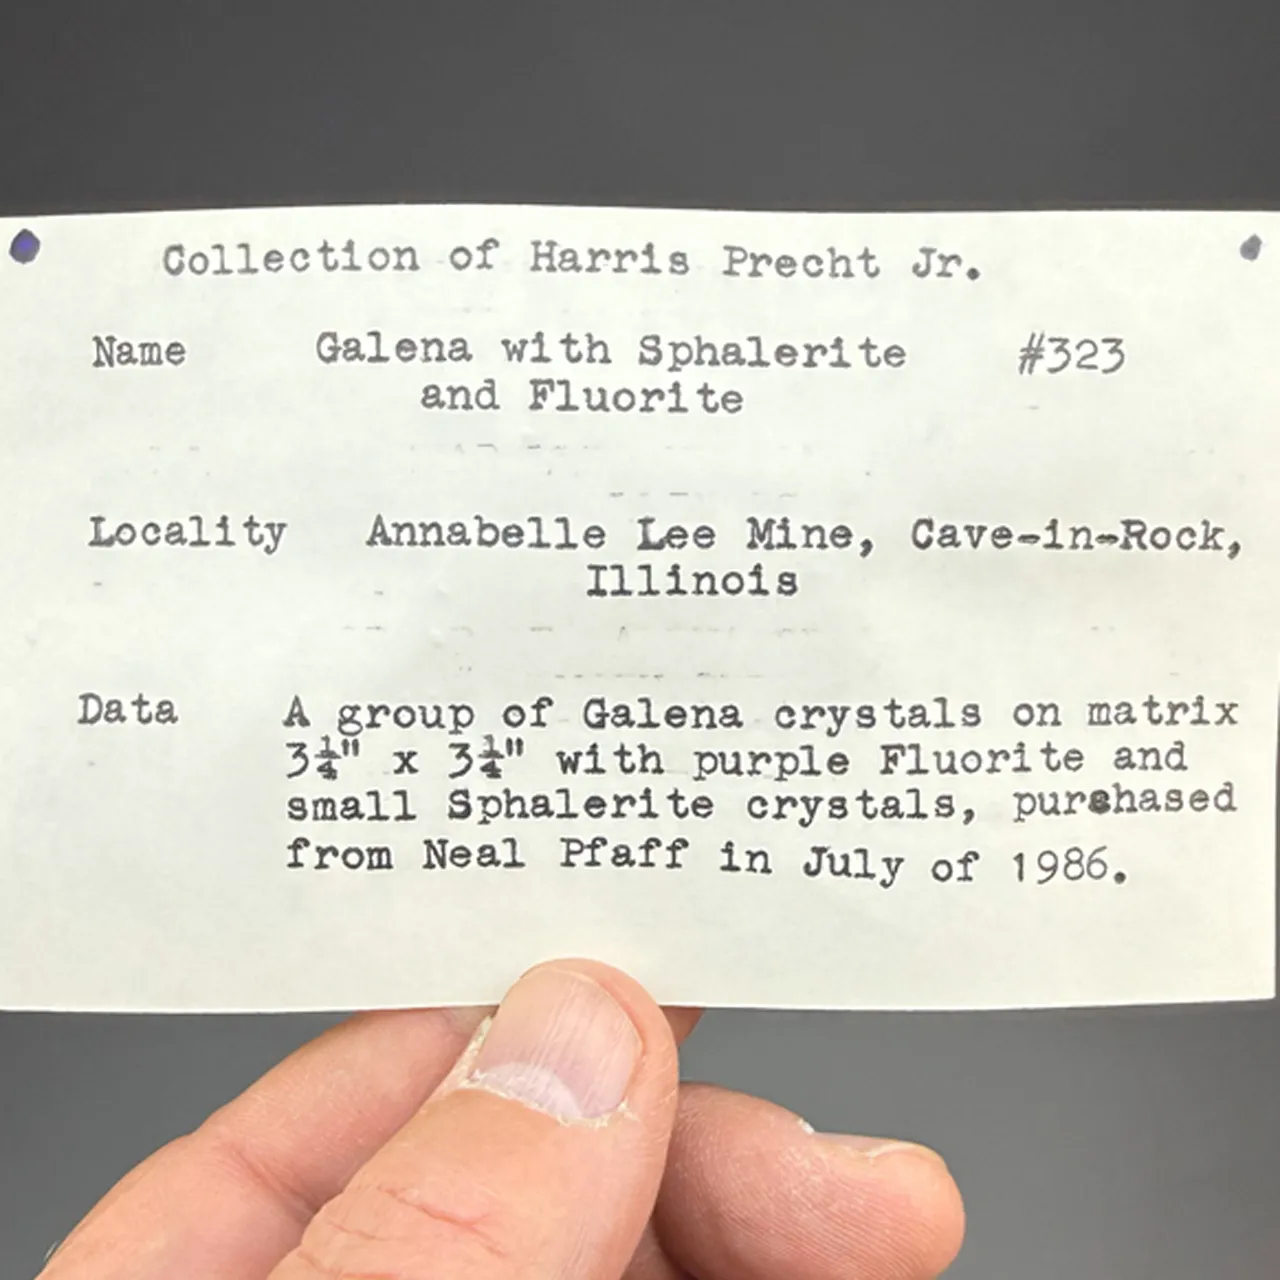 Collection of Harris Precht Jr.
Name Galena with Sphalerite #323
and Fluorite
Locality Annabelle Lee Mine, Cave-in-Rock,
Illinois
Data A group of Galena crystals on matrix
3¼" x 3¼" with purple Fluorite and
small Sphalerite crystals, purchased
from Neal Pfaff in July of 1986.